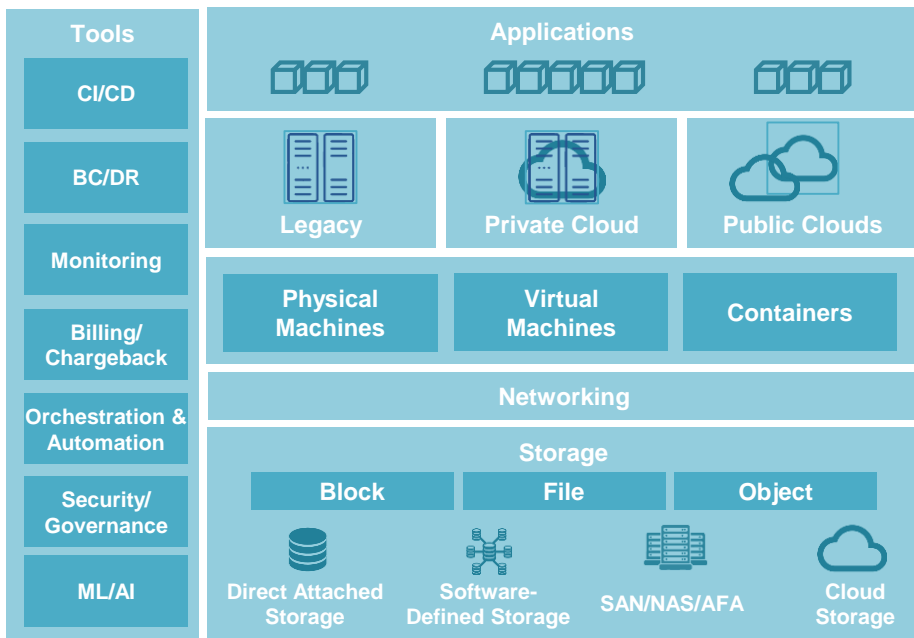 Tools
CI/CD
BC/DR
Monitoring
Billing/
Chargeback
Orchestration &
Automation
Security/
Governance
ML/AI
Applications
Legacy
Private Cloud
Public Clouds
Physical
Machines
Virtual
Machines
Containers
Networking
Storage
Block
File
Object
Direct Attached
Storage
Software-
Defined Storage
SAN/NAS/AFA
Cloud
Storage